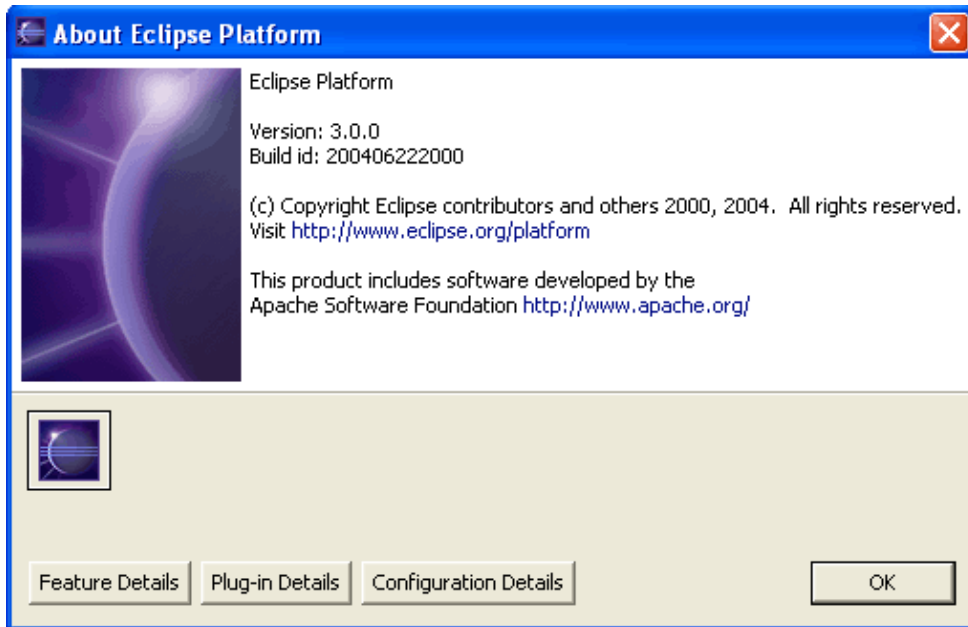 About Eclipse Platform
Eclipse Platform
Version: 3.0.0
Build id: 200406222000
(c) Copyright Eclipse contributors and others 2000, 2004.  All rights reserved.
Visit http://www.eclipse.org/platform
This product includes software developed by the
Apache Software Foundation http://www.apache.org/
Feature Details
Plug-in Details
Configuration Details
OK